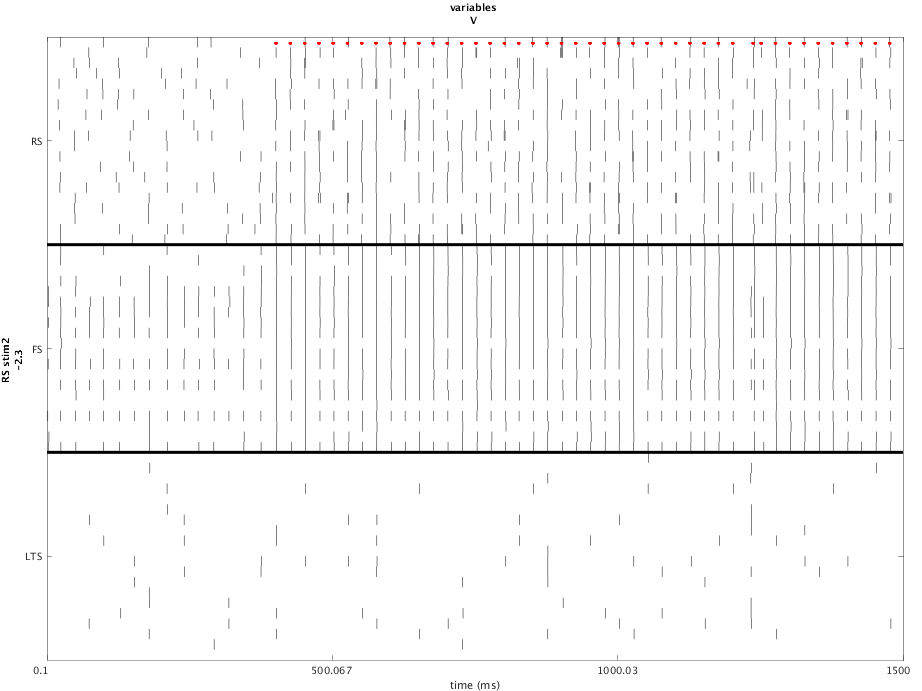 variables
V
RS
FS
LTS
RS stim2
-2.3
0.1
500.067
1000.03
1500
time (ms)